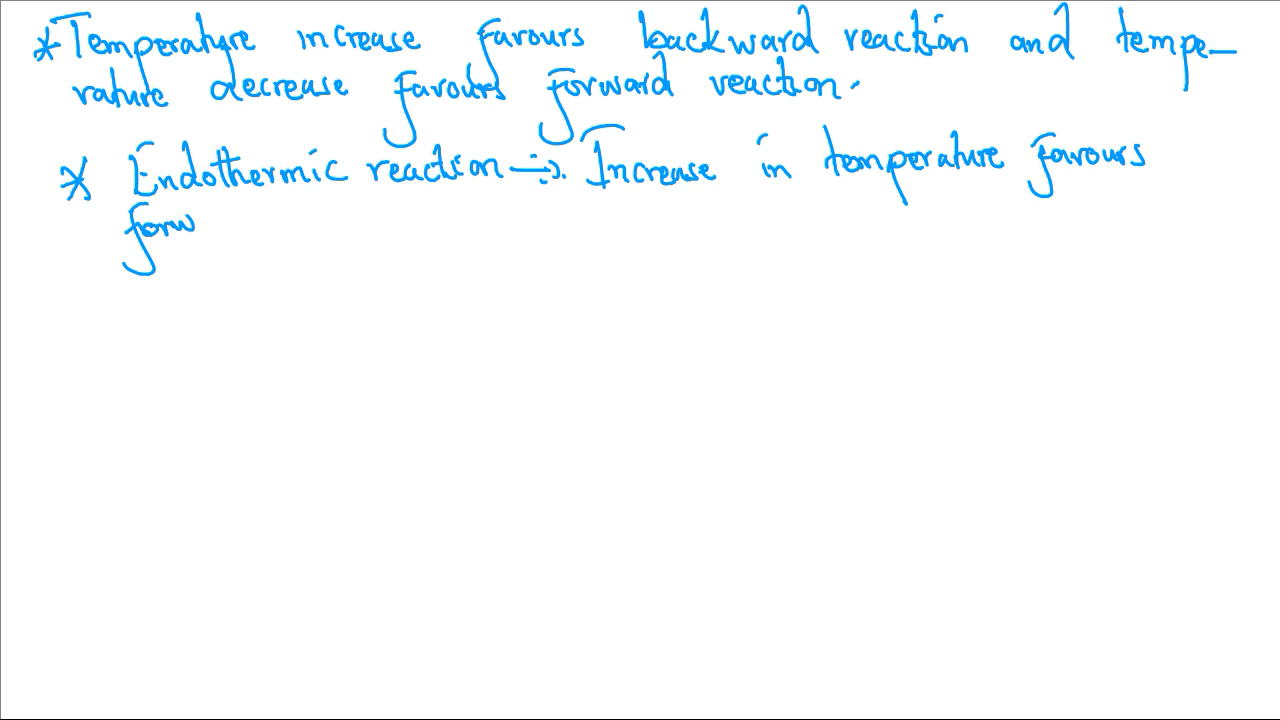 * Temperature increase favours backward reaction and tempe-
rature decrease favours forward reaction.
* Endothermic reaction → Increase in temperature favours
forw